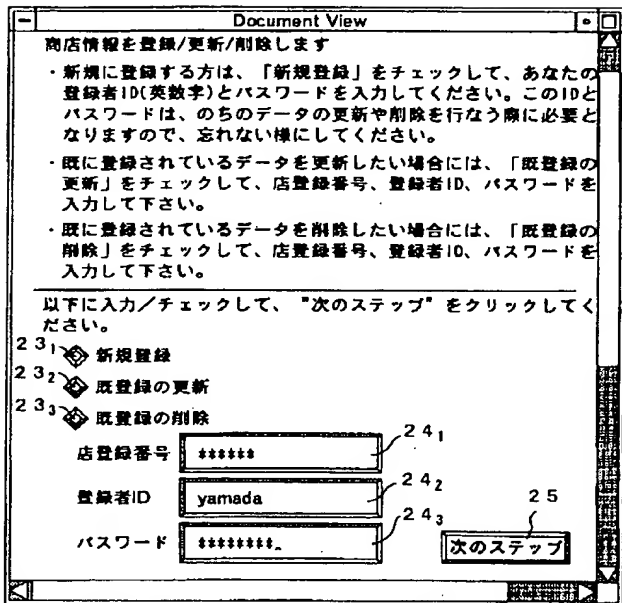 Document View
商店情報を登録/更新/削除します
・新規に登録する方は、「新規登録」をチェックして、あなたの
登録者ID(英数字)とパスワードを入力してください。このIDと
パスワードは、のちのデータの更新や削除を行なう際に必要と
なりますので、忘れない様にしてください。
・既に登録されているデータを更新したい場合には、「既登録の
更新」をチェックして、店登録番号、登録者ID、パスワードを
入力して下さい。
・既に登録されているデータを削除したい場合には、「既登録の
削除」をチェックして、店登録番号、登録者ID、パスワードを
入力して下さい。
以下に入力/チェックして、"次のステップ"をクリックしてく
ださい。
23₁ 新規登録
23₂ 既登録の更新
23₃ 既登録の削除
店登録番号 ****** 24₁
登録者ID yamada 24₂
パスワード ********_ 24₃
25
次のステップ